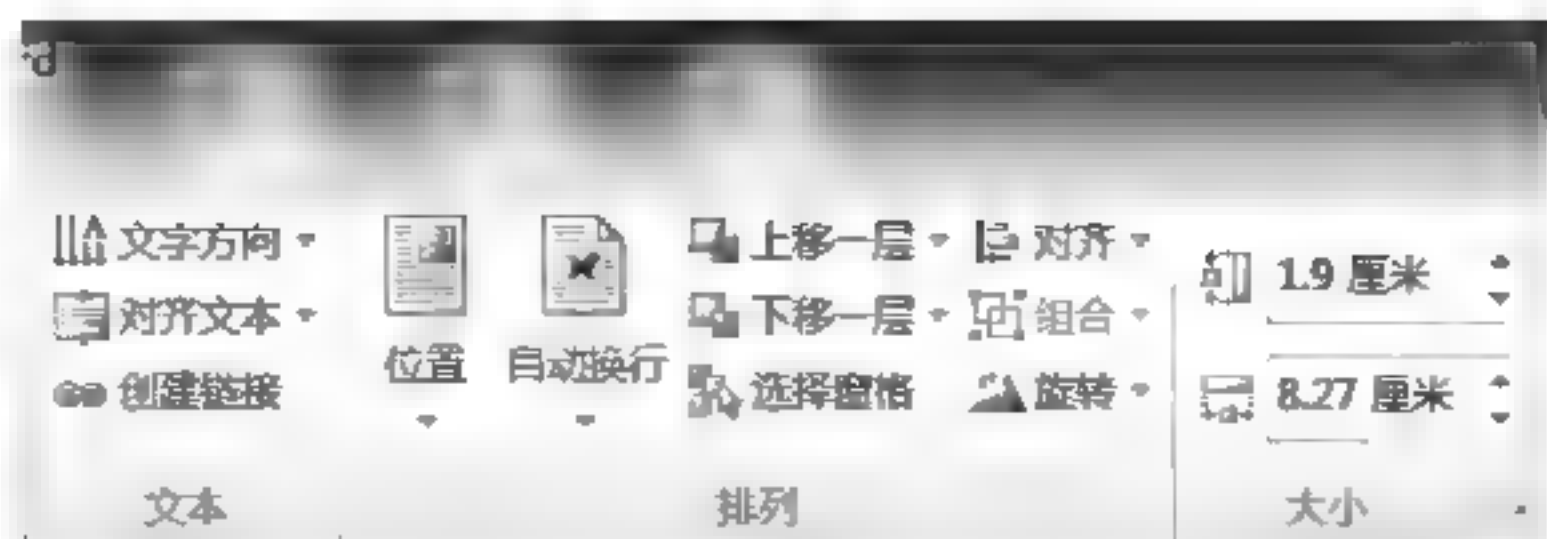 文字方向
对齐文本
创建链接
文本
位置
自动换行
上移一层
下移一层
选择窗格
对齐
组合
旋转
排列
1.9 厘米
8.27 厘米
大小